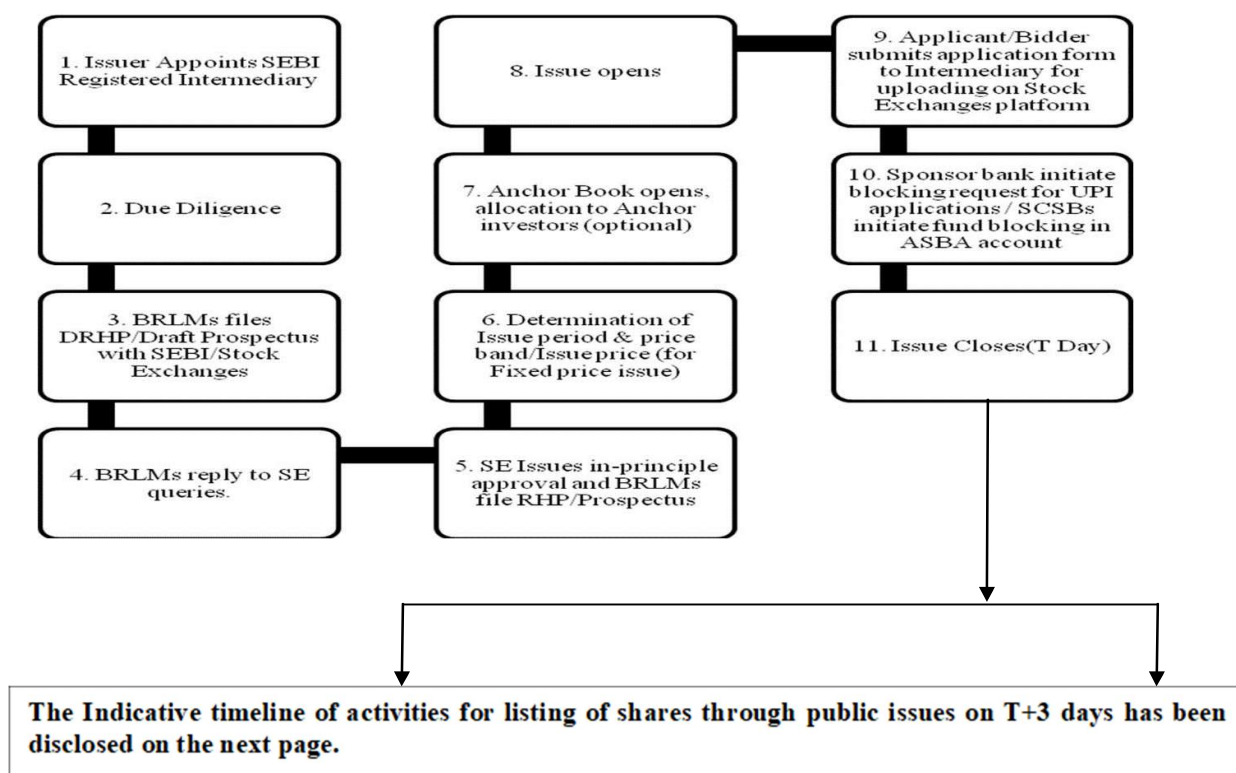 1. Issuer Appoints SEBI
Registered Intermediary
2. Due Diligence
3. BRLMs files
DRHP/Draft Prospectus
with SEBI/Stock
Exchanges
4. BRLMs reply to SE
queries.
5. SE Issues in-principle
approval and BRLMs
file RHP/Prospectus
6. Determination of
Issue period & price
band/Issue price (for
Fixed price issue)
7. Anchor Book opens,
allocation to Anchor
investors (optional)
8. Issue opens
9. Applicant/Bidder
submits application form
to Intermediary for
uploading on Stock
Exchanges platform
10. Sponsor bank initiate
blocking request for UPI
applications / SCSBs
initiate fund blocking in
ASBA account
11. Issue Closes(T Day)
The Indicative timeline of activities for listing of shares through public issues on T+3 days has been
disclosed on the next page.